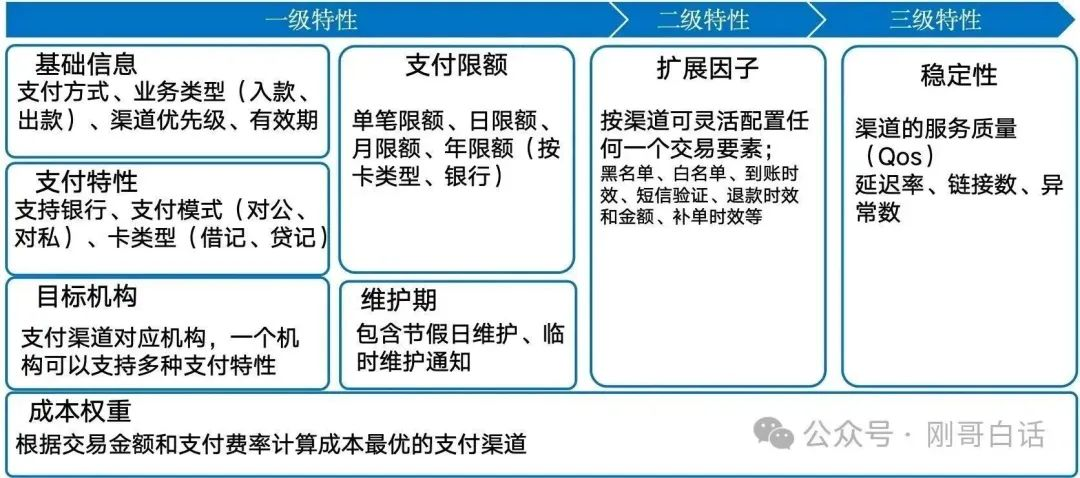 一级特性
二级特性
三级特性
基础信息
支付方式、业务类型（入款、
出款）、渠道优先级、有效期
支付特性
支持银行、支付模式（对公、
对私）、卡类型（借记、贷记）
目标机构
支付渠道对应机构，一个机
构可以支持多种支付特性
支付限额
单笔限额、日限额、
月限额、年限额（按
卡类型、银行）
维护期
包含节假日维护、临
时维护通知
扩展因子
按渠道可灵活配置任
何一个交易要素；
黑名单、白名单、到账时
效、短信验证、退款时效
和金额、补单时效等
稳定性
渠道的服务质量
（Qos）
延迟率、链接数、异
常数
成本权重
根据交易金额和支付费率计算成本最优的支付渠道
公众号·刚哥白话